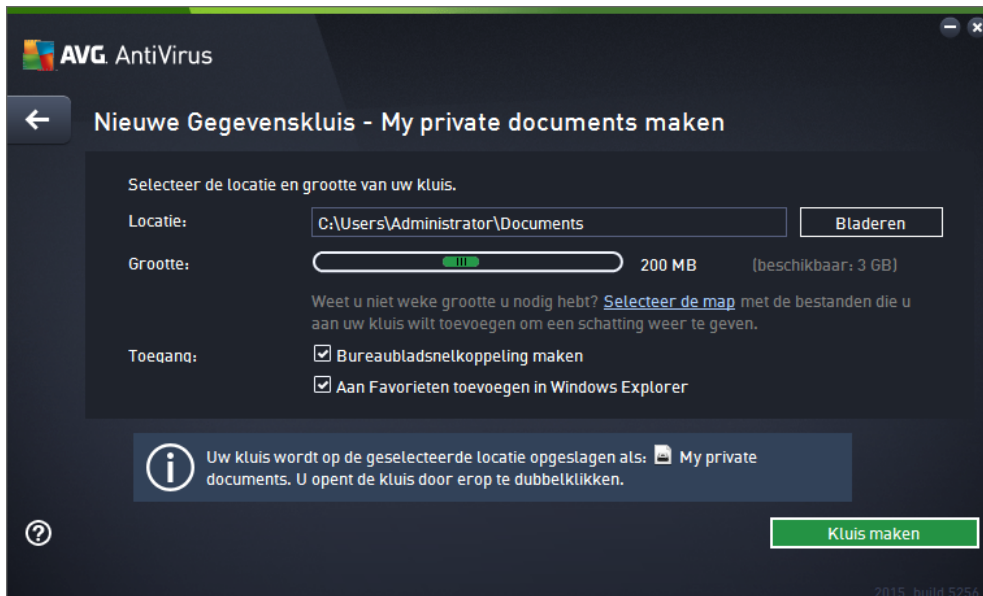 AVG. AntiVirus
Nieuwe Gegevenskluis - My private documents maken
Selecteer de locatie en grootte van uw kluis.
Locatie: C:\Users\Administrator\Documents Bladeren
Grootte: 200 MB (beschikbaar: 3 GB)
Weet u niet weke grootte u nodig hebt? Selecteer de map met de bestanden die u
aan uw kluis wilt toevoegen om een schatting weer te geven.
Toegang: Bureaubladsnelkoppeling maken
Aan Favorieten toevoegen in Windows Explorer
Uw kluis wordt op de geselecteerde locatie opgeslagen als: My private
documents. U opent de kluis door erop te dubbelklikken.
Kluis maken
2015, build 5256